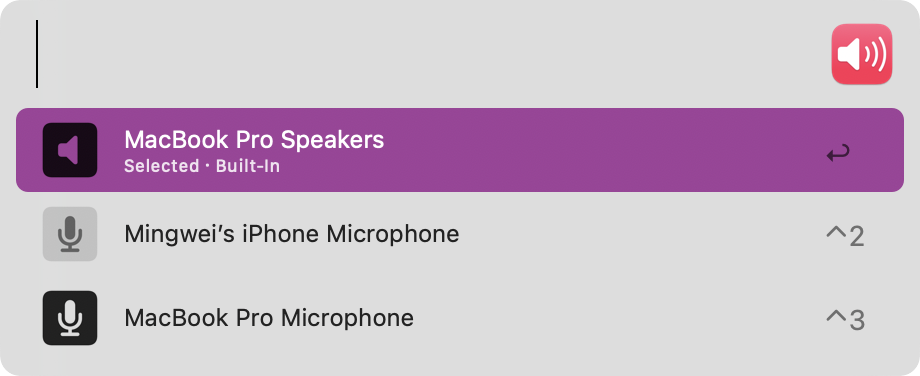 MacBook Pro Speakers
Selected · Built-In
Mingwei’s iPhone Microphone
^2
MacBook Pro Microphone
^3